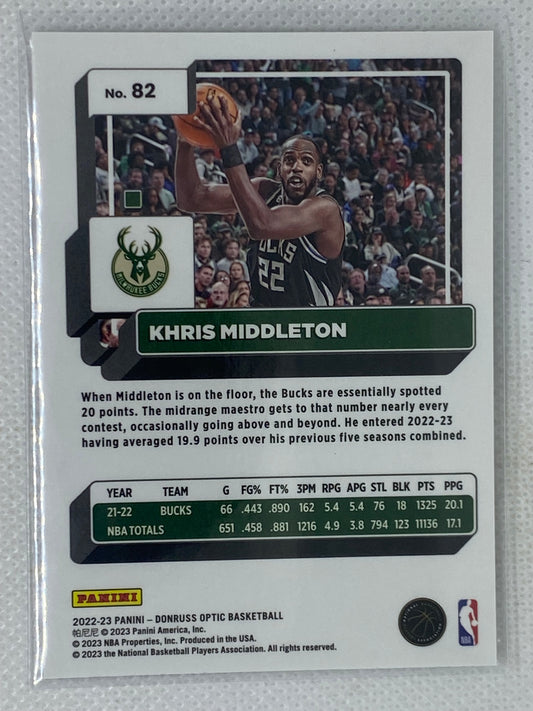 No. 82
BUCKS
22
MILWAUKEE BUCKS
KHRIS MIDDLETON
When Middleton is on the floor, the Bucks are essentially spotted
20 points. The midrange maestro gets to that number nearly every
contest, occasionally going above and beyond. He entered 2022-23
having averaged 19.9 points over his previous five seasons combined.
YEAR TEAM G FG% FT% 3PM RPG APG STL BLK PTS PPG
21-22 BUCKS 66 .443 .890 162 5.4 5.4 76 18 1325 20.1
NBA TOTALS 651 .458 .881 1216 4.9 3.8 794 123 11136 17.1
PANINI
2022-23 PANINI – DONRUSS OPTIC BASKETBALL
帕尼尼 © 2023 Panini America, Inc.
© 2023 NBA Properties, Inc. Produced in the USA.
© 2023 the National Basketball Players Association. All rights reserved.
NBA